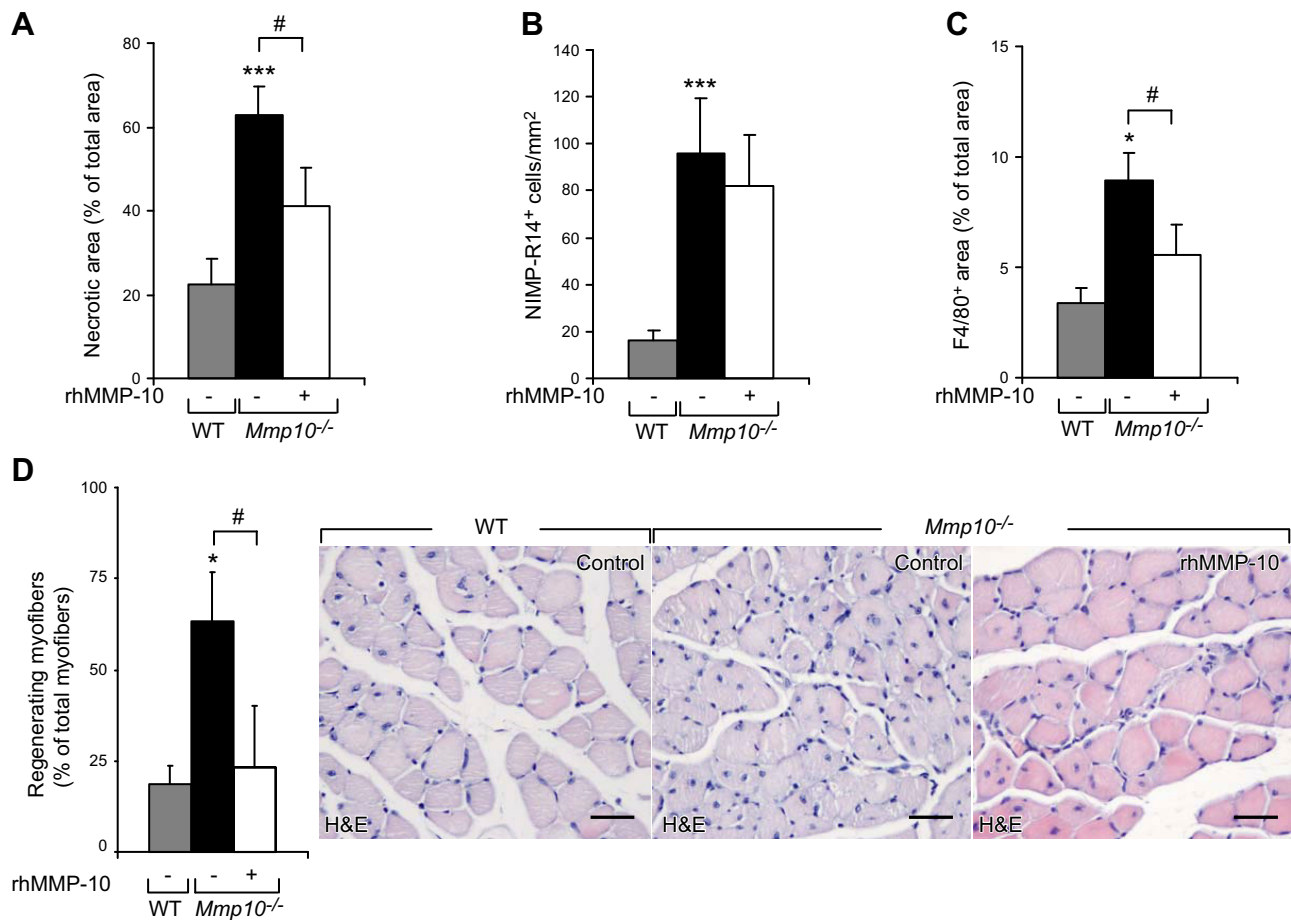 A
Necrotic area (% of total area)
80
60
40
20
0
#
***
rhMMP-10 - - +
WT Mmp10-/-
B
NIMP-R14+ cells/mm2
140
120
100
80
60
40
20
0
***
rhMMP-10 - - +
WT Mmp10-/-
C
F4/80+ area (% of total area)
15
10
5
0
#
*
rhMMP-10 - - +
WT Mmp10-/-
D
Regenerating myofibers
(% of total myofibers)
100
75
50
25
0
#
*
rhMMP-10 - - +
WT Mmp10-/-
WT Mmp10-/-
Control Control rhMMP-10
H&E H&E H&E